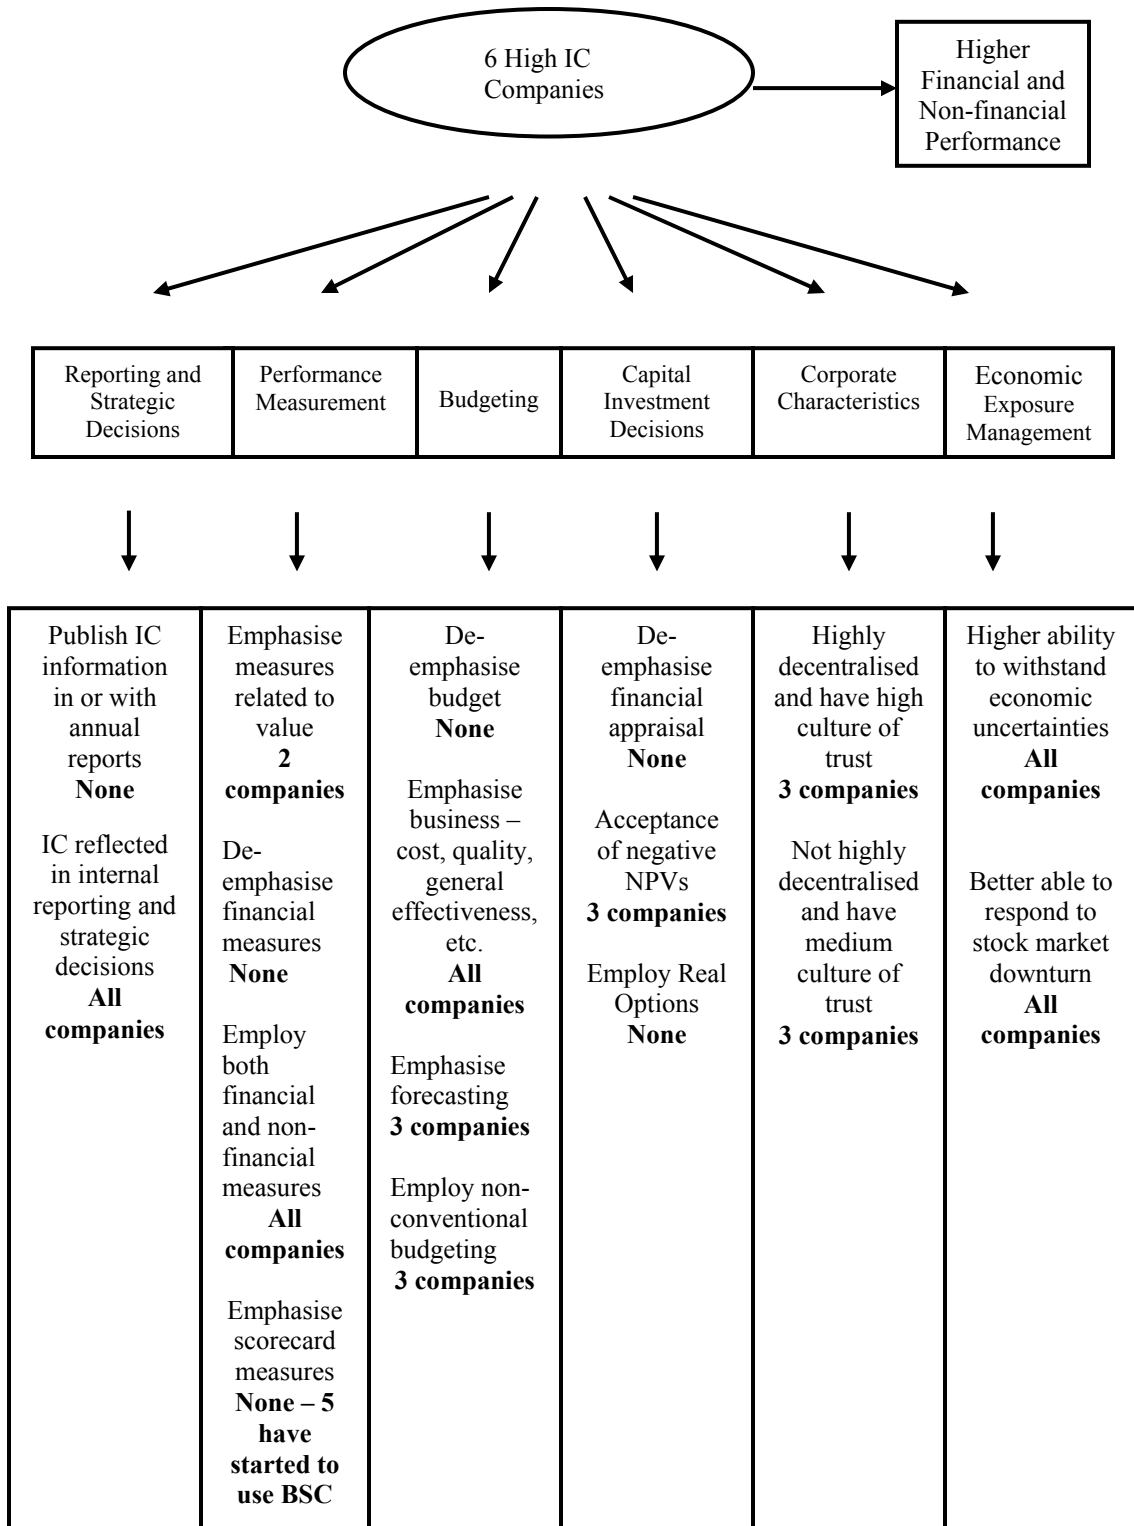 6 High IC
Companies
Higher
Financial and
Non-financial
Performance
Reporting and
Strategic
Decisions
Performance
Measurement
Budgeting
Capital
Investment
Decisions
Corporate
Characteristics
Economic
Exposure
Management
Publish IC
information
in or with
annual
reports
None
IC reflected
in internal
reporting and
strategic
decisions
All
companies
Emphasise
measures
related to
value
2
companies
De-
emphasise
financial
measures
None
Employ
both
financial
and non-
financial
measures
All
companies
Emphasise
scorecard
measures
None – 5
have
started to
use BSC
De-
emphasise
budget
None
Emphasise
business –
cost, quality,
general
effectiveness,
etc.
All
companies
Emphasise
forecasting
3 companies
Employ non-
conventional
budgeting
3 companies
De-
emphasise
financial
appraisal
None
Acceptance
of negative
NPVs
3 companies
Employ Real
Options
None
Highly
decentralised
and have high
culture of
trust
3 companies
Not highly
decentralised
and have
medium
culture of
trust
3 companies
Higher ability
to withstand
economic
uncertainties
All
companies
Better able to
respond to
stock market
downturn
All
companies